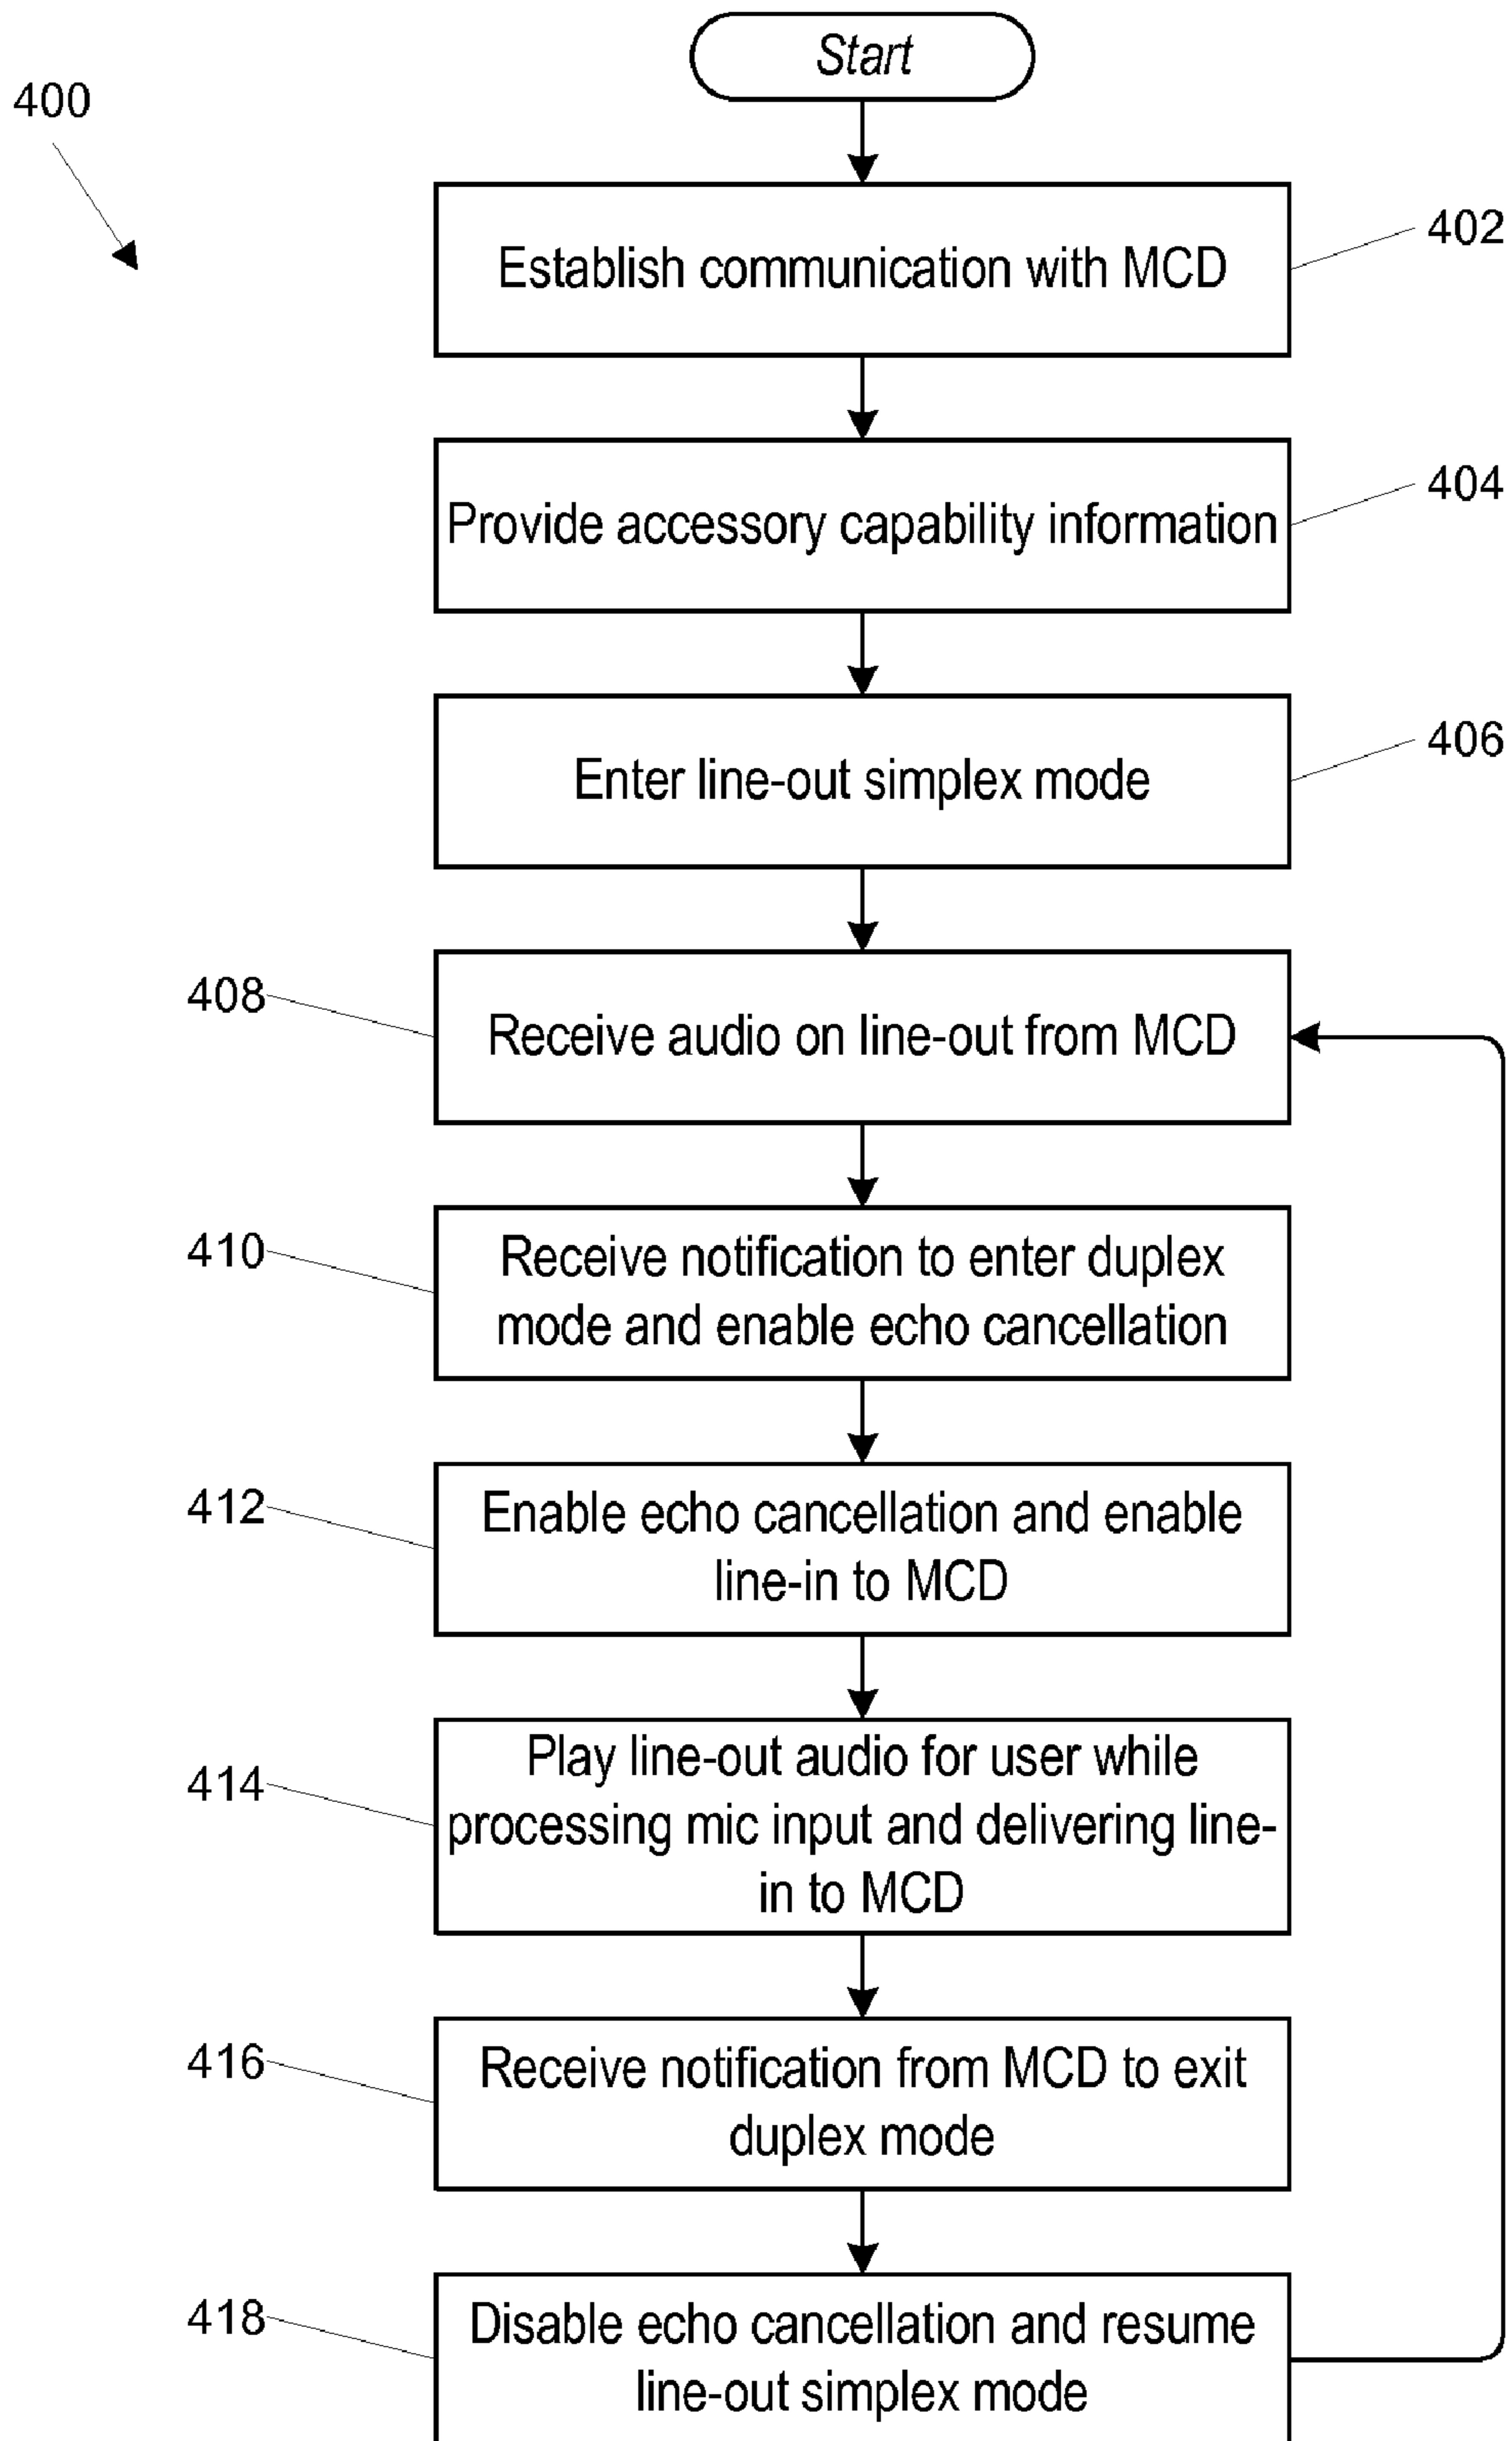 Start
400
Establish communication with MCD
402
Provide accessory capability information
404
Enter line-out simplex mode
406
408
Receive audio on line-out from MCD
410
Receive notification to enter duplex
mode and enable echo cancellation
412
Enable echo cancellation and enable
line-in to MCD
414
Play line-out audio for user while
processing mic input and delivering line-
in to MCD
416
Receive notification from MCD to exit
duplex mode
418
Disable echo cancellation and resume
line-out simplex mode